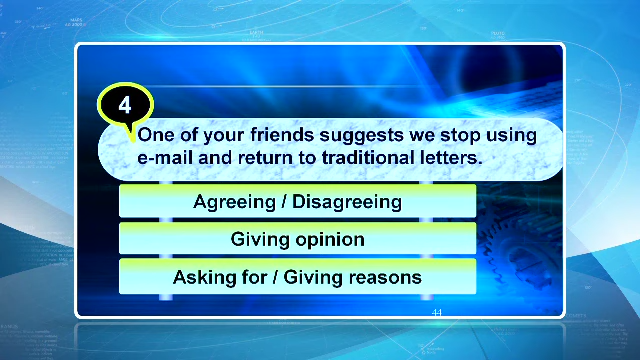 4
One of your friends suggests we stop using
e-mail and return to traditional letters.
Agreeing / Disagreeing
Giving opinion
Asking for / Giving reasons
44